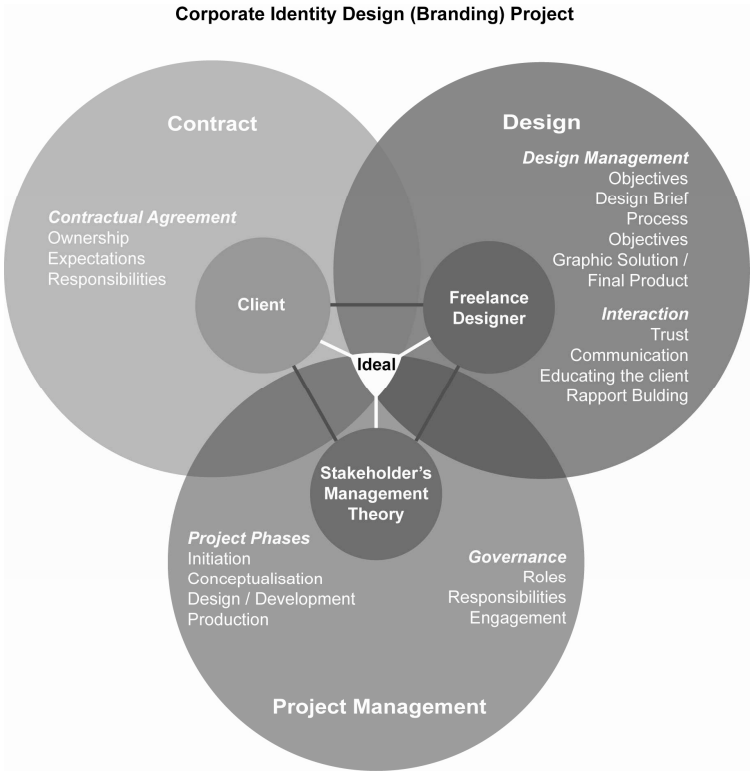 Corporate Identity Design (Branding) Project
Contract
Contractual Agreement
Ownership
Expectations
Responsibilities
Client
Design
Design Management
Objectives
Design Brief
Process
Objectives
Graphic Solution /
Final Product
Interaction
Trust
Communication
Educating the client
Rapport Bulding
Freelance
Designer
Ideal
Stakeholder's
Management
Theory
Project Phases
Initiation
Conceptualisation
Design / Development
Production
Governance
Roles
Responsibilities
Engagement
Project Management